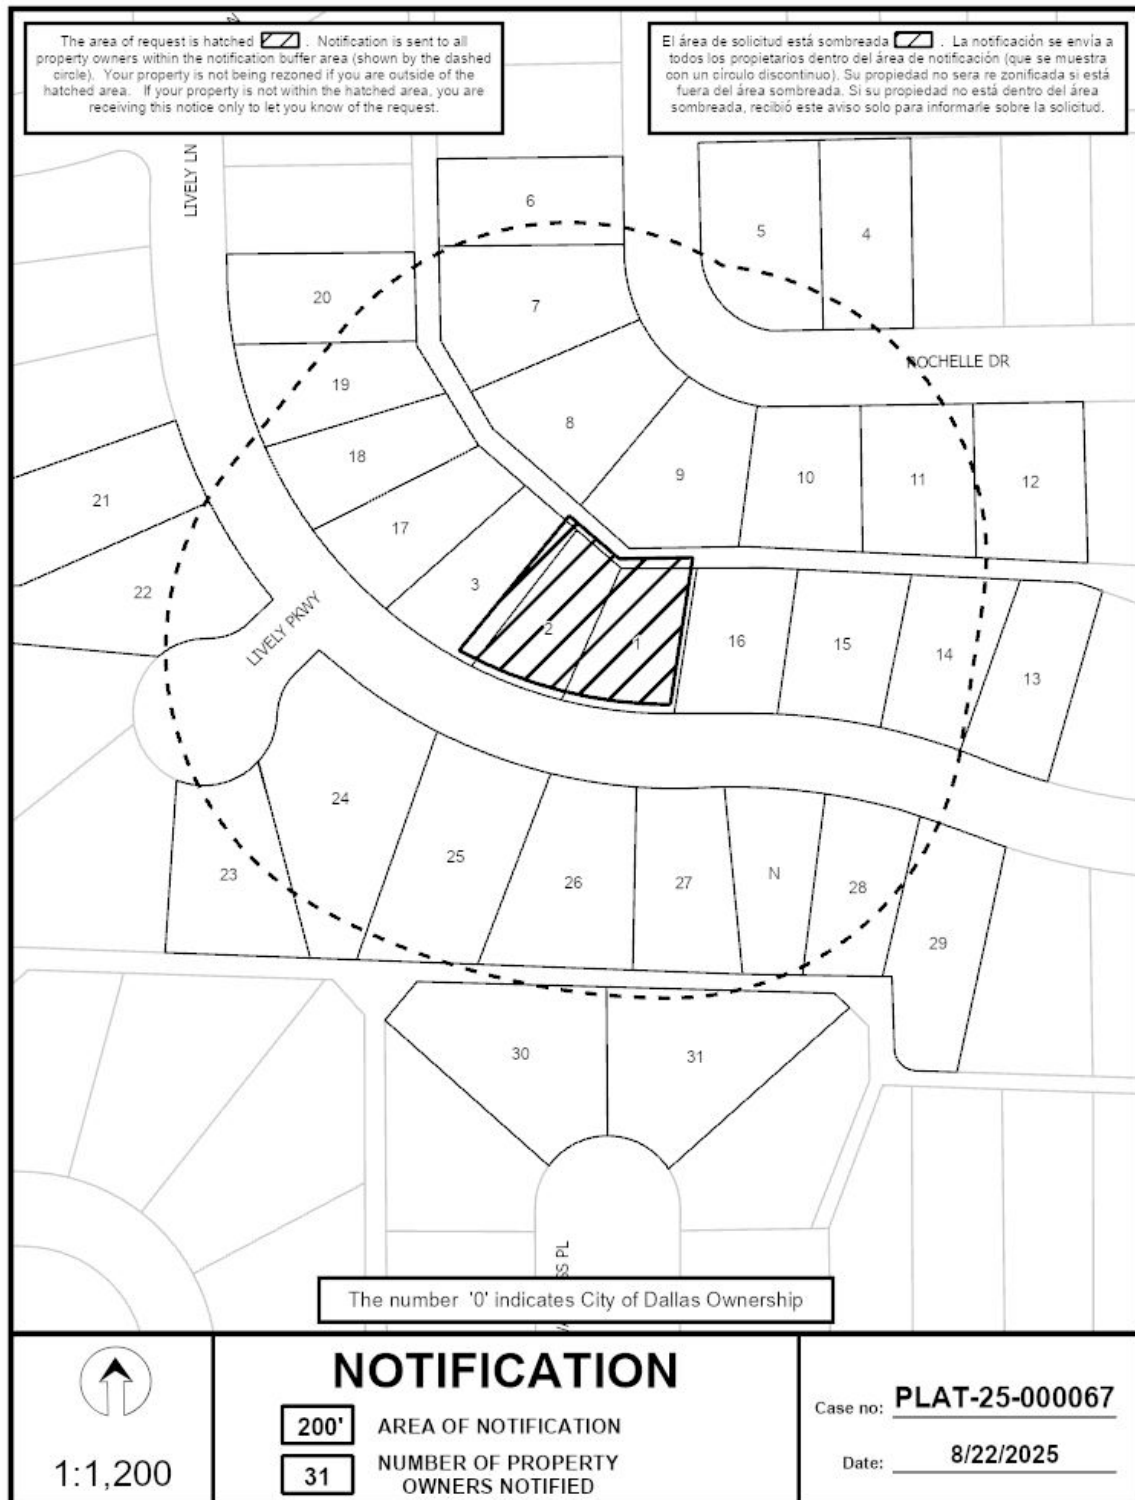 The area of request is hatched . Notification is sent to all
property owners within the notification buffer area (shown by the dashed
circle). Your property is not being rezoned if you are outside of the
hatched area. If your property is not within the hatched area, you are
receiving this notice only to let you know of the request.
El área de solicitud está sombreada . La notificación se envía a
todos los propietarios dentro del área de notificación (que se muestra
con un círculo discontinuo). Su propiedad no sera re zonificada si está
fuera del área sombreada. Si su propiedad no está dentro del área
sombreada, recibió este aviso solo para informarle sobre la solicitud.
LIVELY LN
6
5
4
20
7
ROCHELLE DR
19
8
18
9
10
11
12
21
17
3
22
LIVELY PKWY
2
1
16
15
14
13
24
25
26
27
N
28
23
29
30
31
SS PL
The number '0' indicates City of Dallas Ownership
1:1,200
NOTIFICATION
200' AREA OF NOTIFICATION
31 NUMBER OF PROPERTY
OWNERS NOTIFIED
Case no: PLAT-25-000067
Date: 8/22/2025